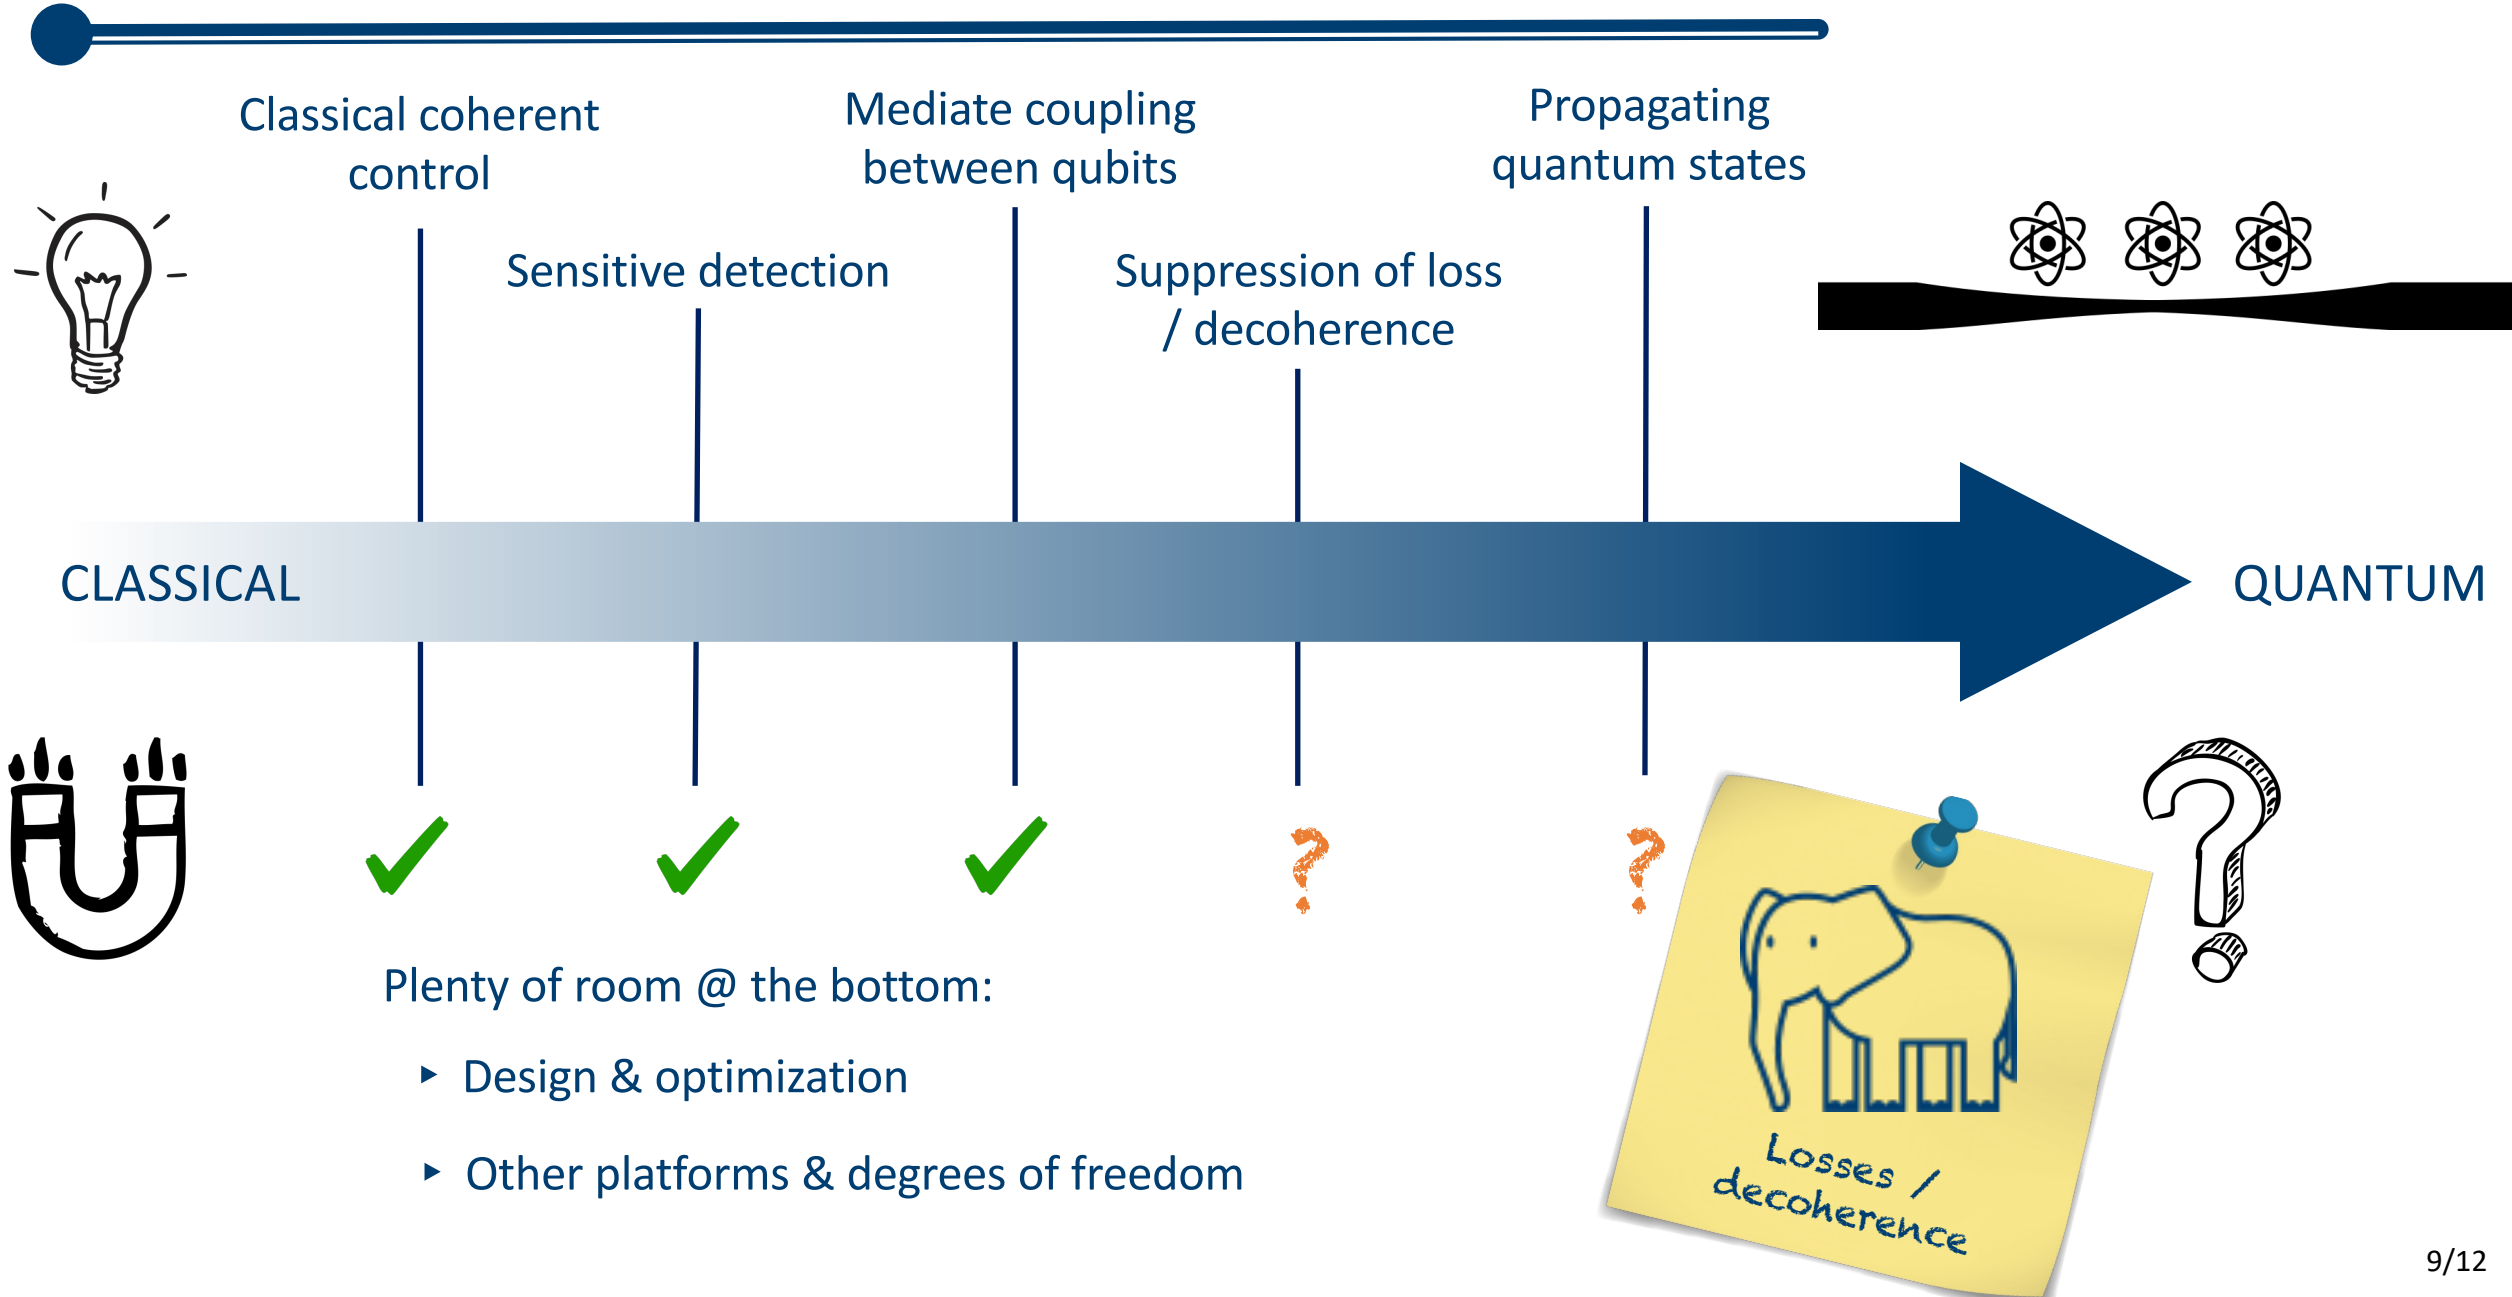 Classical coherent
control
Sensitive detection
Mediate coupling
between qubits
Suppression of loss
/ decoherence
Propagating
quantum states
CLASSICAL
QUANTUM
?
?
Plenty of room @ the bottom:
Design & optimization
Other platforms & degrees of freedom
Losses /
decoherence
9/12